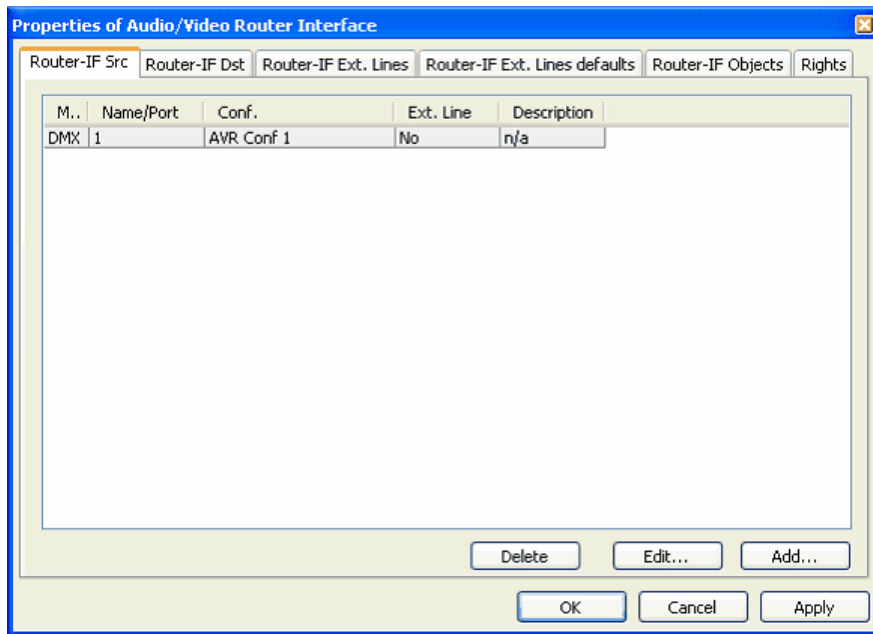 Properties of Audio/Video Router Interface
Router-IF Src Router-IF Dst Router-IF Ext. Lines Router-IF Ext. Lines defaults Router-IF Objects Rights
M.. Name/Port Conf. Ext. Line Description
DMX 1 AVR Conf 1 No n/a
Delete Edit... Add...
OK Cancel Apply